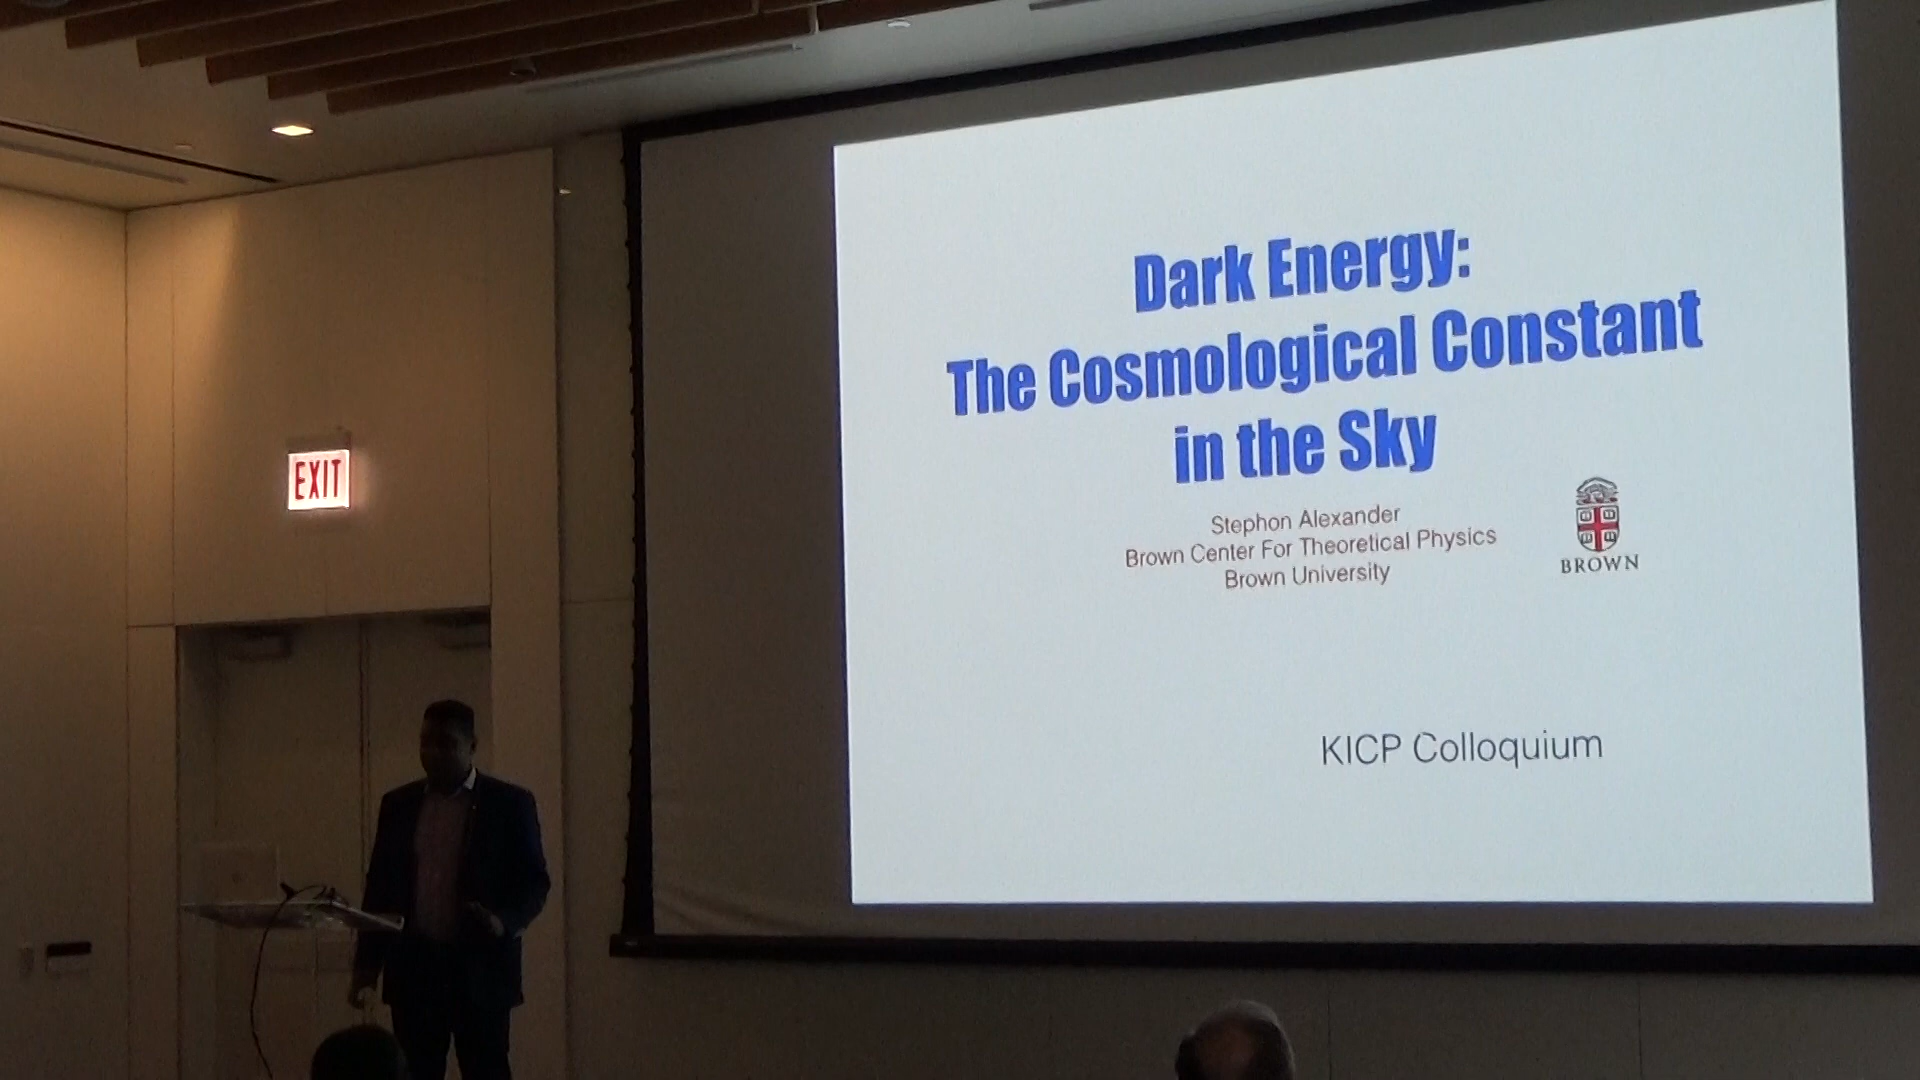 Dark Energy:
The Cosmological Constant
in the Sky
Stephon Alexander
Brown Center For Theoretical Physics
Brown University
BROWN
KICP Colloquium
EXIT